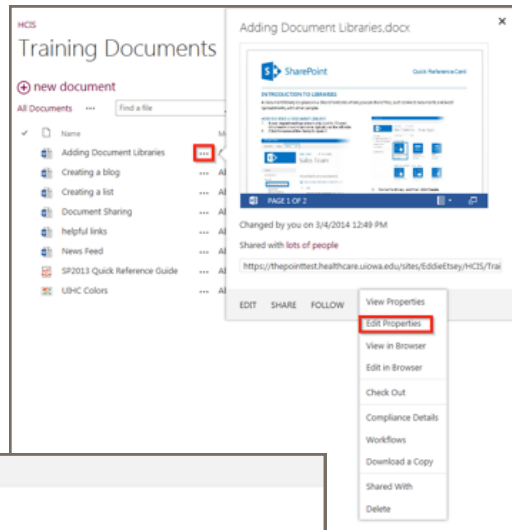 HCIS
Training Documents
new document
All Documents ... Find a file
Name
Adding Document Libraries ...
Creating a blog ...
Creating a list ...
Document Sharing ...
helpful links ...
News Feed ...
SP2013 Quick Reference Guide ...
UIHC Colors ...
Adding Document Libraries.docx
SharePoint
Quick Reference Card
INTRODUCTION TO LIBRARIES
Sales Team
PAGE 1 OF 2
Changed by you on 3/4/2014 12:49 PM
Shared with lots of people
https://thepointtest.healthcare.uiowa.edu/sites/EddieEtsey/HCIS/Trai
EDIT SHARE FOLLOW
View Properties
Edit Properties
View in Browser
Edit in Browser
Check Out
Compliance Details
Workflows
Download a Copy
Shared With
Delete